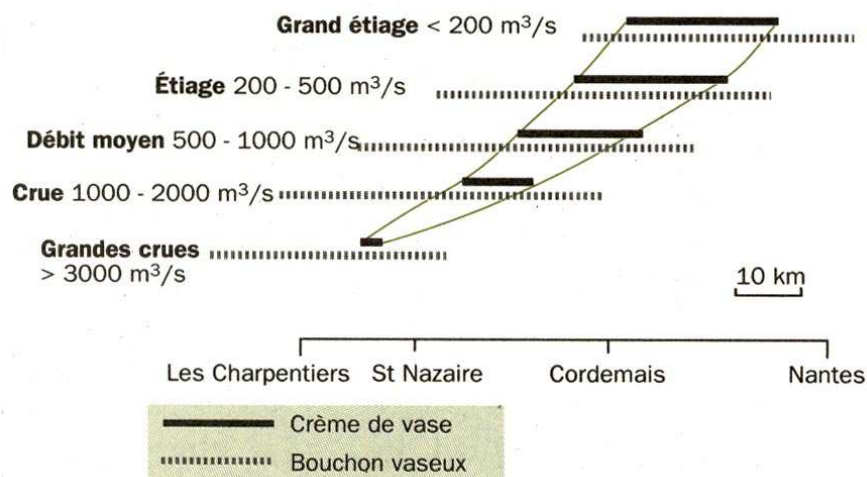 Grand étiage < 200 m³/s
Étiage 200 - 500 m³/s
Débit moyen 500 - 1000 m³/s
Crue 1000 - 2000 m³/s
Grandes crues
> 3000 m³/s
10 km
Les Charpentiers St Nazaire Cordemais Nantes
Crème de vase
Bouchon vaseux